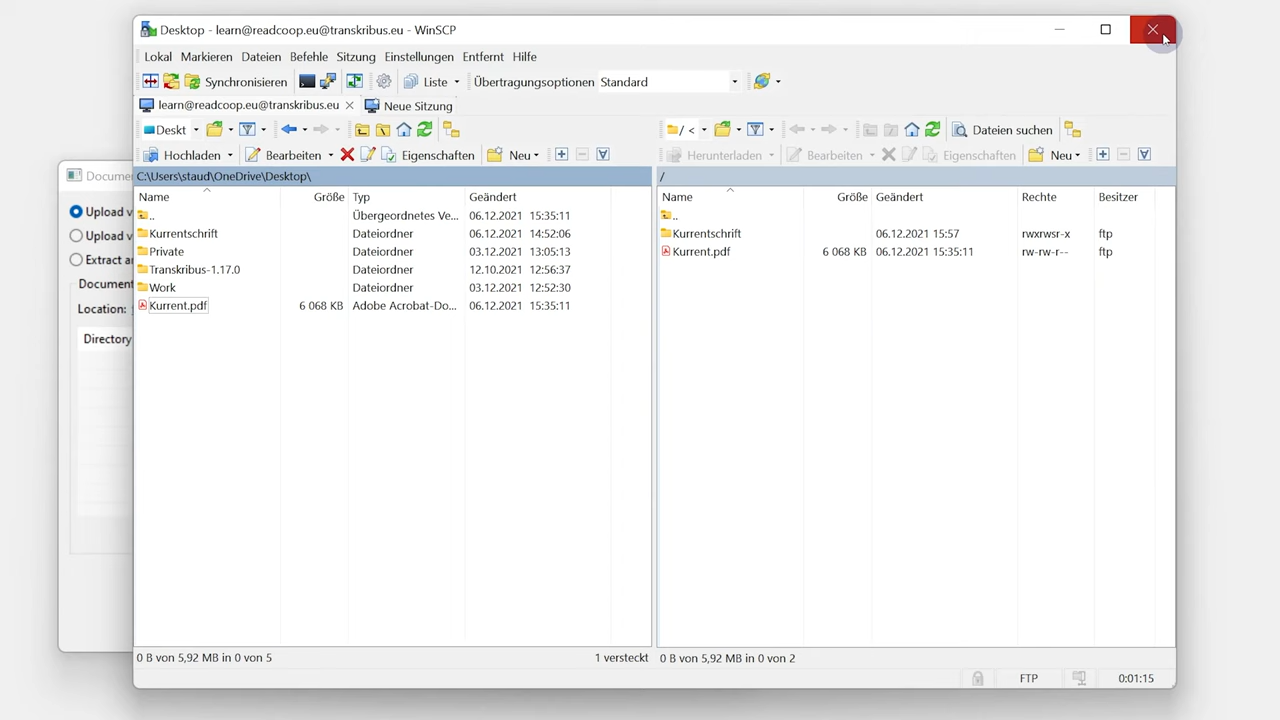 Desktop - learn@readcoop.eu@transkribus.eu - WinSCP
Lokal Markieren Dateien Befehle Sitzung Einstellungen Entfernt Hilfe
Synchronisieren Liste Übertragungsoptionen Standard
learn@readcoop.eu@transkribus.eu Neue Sitzung
Deskt / < Dateien suchen
Hochladen Bearbeiten Eigenschaften Neu Herunterladen Bearbeiten Eigenschaften Neu
C:\Users\staud\OneDrive\Desktop\ /
Name Größe Typ Geändert Name Größe Geändert Rechte Besitzer
.. Übergeordnetes Ve... 06.12.2021 15:35:11 ..
Kurrentschrift Dateiordner 06.12.2021 14:52:06 Kurrentschrift 06.12.2021 15:57 rwxrwsr-x ftp
Private Dateiordner 03.12.2021 13:05:13 Kurrent.pdf 6 068 KB 06.12.2021 15:35:11 rw-rw-r-- ftp
Transkribus-1.17.0 Dateiordner 12.10.2021 12:56:37
Work Dateiordner 03.12.2021 12:52:30
Kurrent.pdf 6 068 KB Adobe Acrobat-Do... 06.12.2021 15:35:11
0 B von 5,92 MB in 0 von 5 1 versteckt 0 B von 5,92 MB in 0 von 2
FTP 0:01:15
Docume
Upload v
Upload v
Extract a
Documen
Location:
Directory